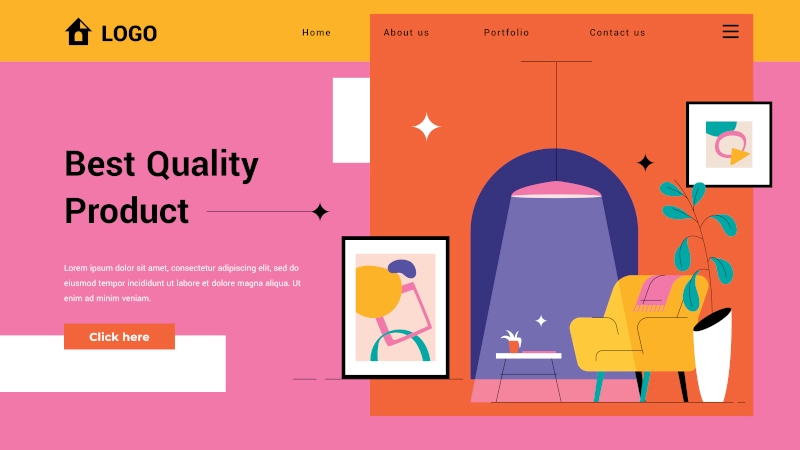 LOGO
Home
About us
Portfolio
Contact us
Best Quality
Product
Lorem ipsum dolor sit amet, consectetur adipiscing elit, sed do
eiusmod tempor incididunt ut labore et dolore magna aliqua. Ut
enim ad minim veniam.
Click here